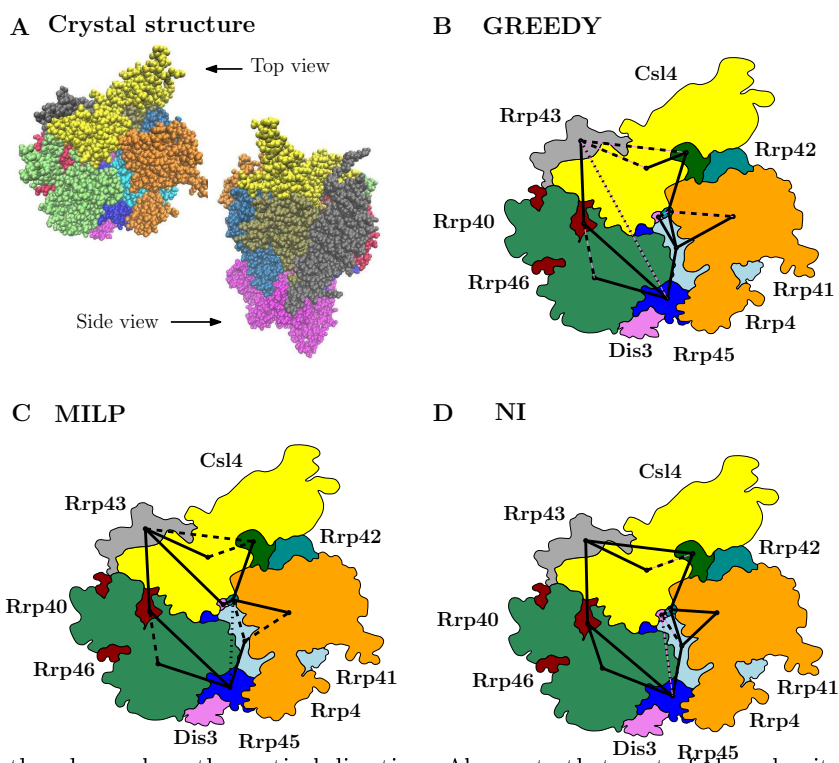 A Crystal structure
Top view
Side view
B GREEDY
Csl4
Rrp43
Rrp42
Rrp40
Rrp46
Rrp41
Rrp4
Dis3
Rrp45
C MILP
Csl4
Rrp43
Rrp42
Rrp40
Rrp46
Rrp41
Rrp4
Dis3
Rrp45
D NI
Csl4
Rrp43
Rrp42
Rrp40
Rrp46
Rrp41
Rrp4
Dis3
Rrp45